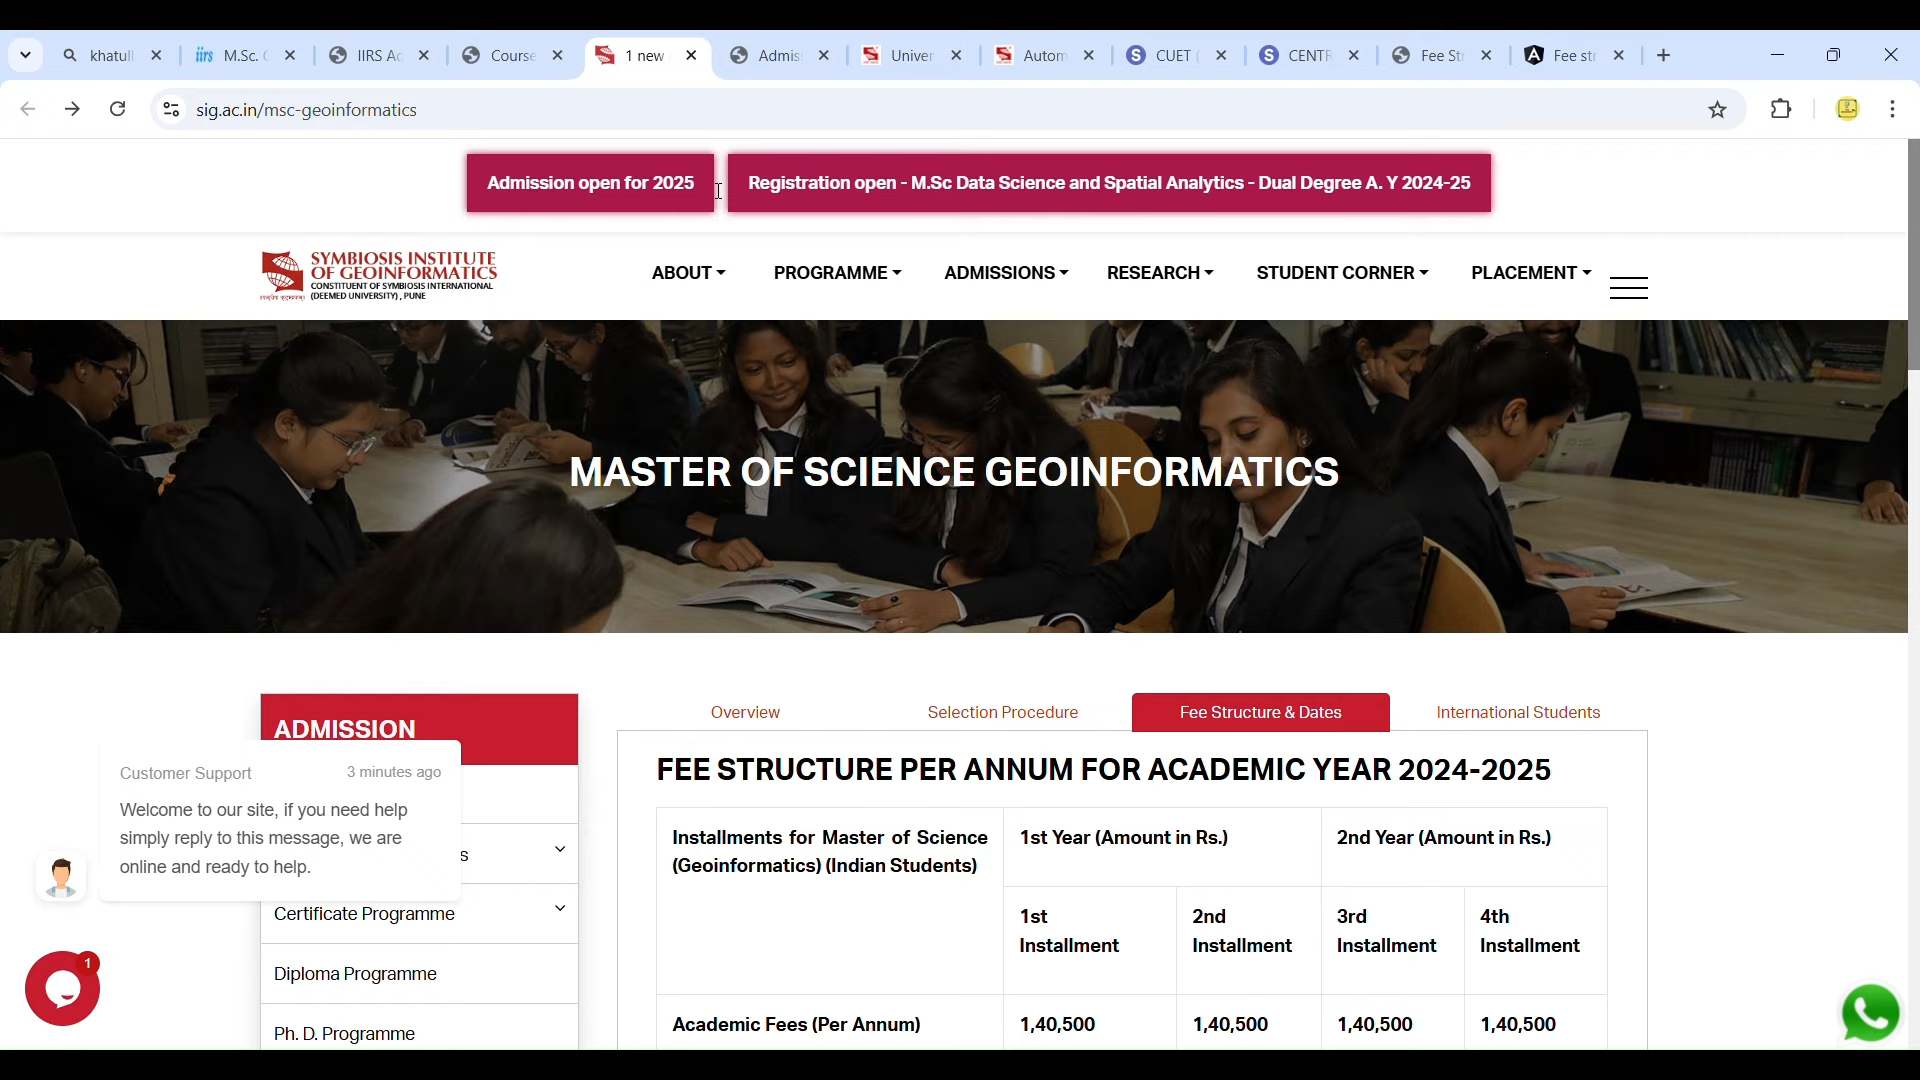 khatull
M.Sc. G
IIRS Ac
Course
1 new
Admiss
Univer
Autom
CUET (
CENTR
Fee Str
Fee str
sig.ac.in/msc-geoinformatics
Admission open for 2025
Registration open - M.Sc Data Science and Spatial Analytics - Dual Degree A. Y 2024-25
SYMBIOSIS INSTITUTE
OF GEOINFORMATICS
CONSTITUENT OF SYMBIOSIS INTERNATIONAL
(DEEMED UNIVERSITY), PUNE
ABOUT
PROGRAMME
ADMISSIONS
RESEARCH
STUDENT CORNER
PLACEMENT
MASTER OF SCIENCE GEOINFORMATICS
ADMISSION
Overview
Selection Procedure
Fee Structure & Dates
International Students
Customer Support
3 minutes ago
Welcome to our site, if you need help
simply reply to this message, we are
online and ready to help.
s
Certificate Programme
Diploma Programme
Ph. D. Programme
1
FEE STRUCTURE PER ANNUM FOR ACADEMIC YEAR 2024-2025
Installments for Master of Science
(Geoinformatics) (Indian Students)
1st Year (Amount in Rs.)
2nd Year (Amount in Rs.)
1st
Installment
2nd
Installment
3rd
Installment
4th
Installment
Academic Fees (Per Annum)
1,40,500
1,40,500
1,40,500
1,40,500